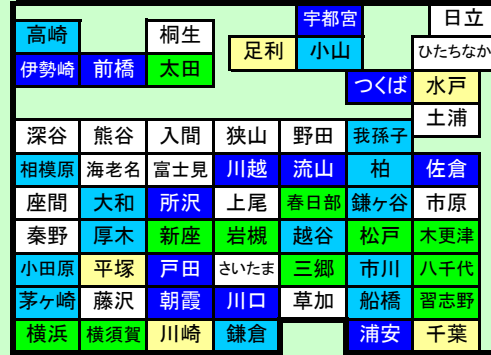 宇都宮 日立
高崎 桐生 足利 小山 ひたちなか
伊勢崎 前橋 太田
つくば 水戸
土浦
深谷 熊谷 入間 狭山 野田 我孫子
相模原 海老名 富士見 川越 流山 柏 佐倉
座間 大和 所沢 上尾 春日部 鎌ヶ谷 市原
秦野 厚木 新座 岩槻 越谷 松戸 木更津
小田原 平塚 戸田 さいたま 三郷 市川 八千代
茅ヶ崎 藤沢 朝霞 川口 草加 船橋 習志野
横浜 横須賀 川崎 鎌倉 浦安 千葉